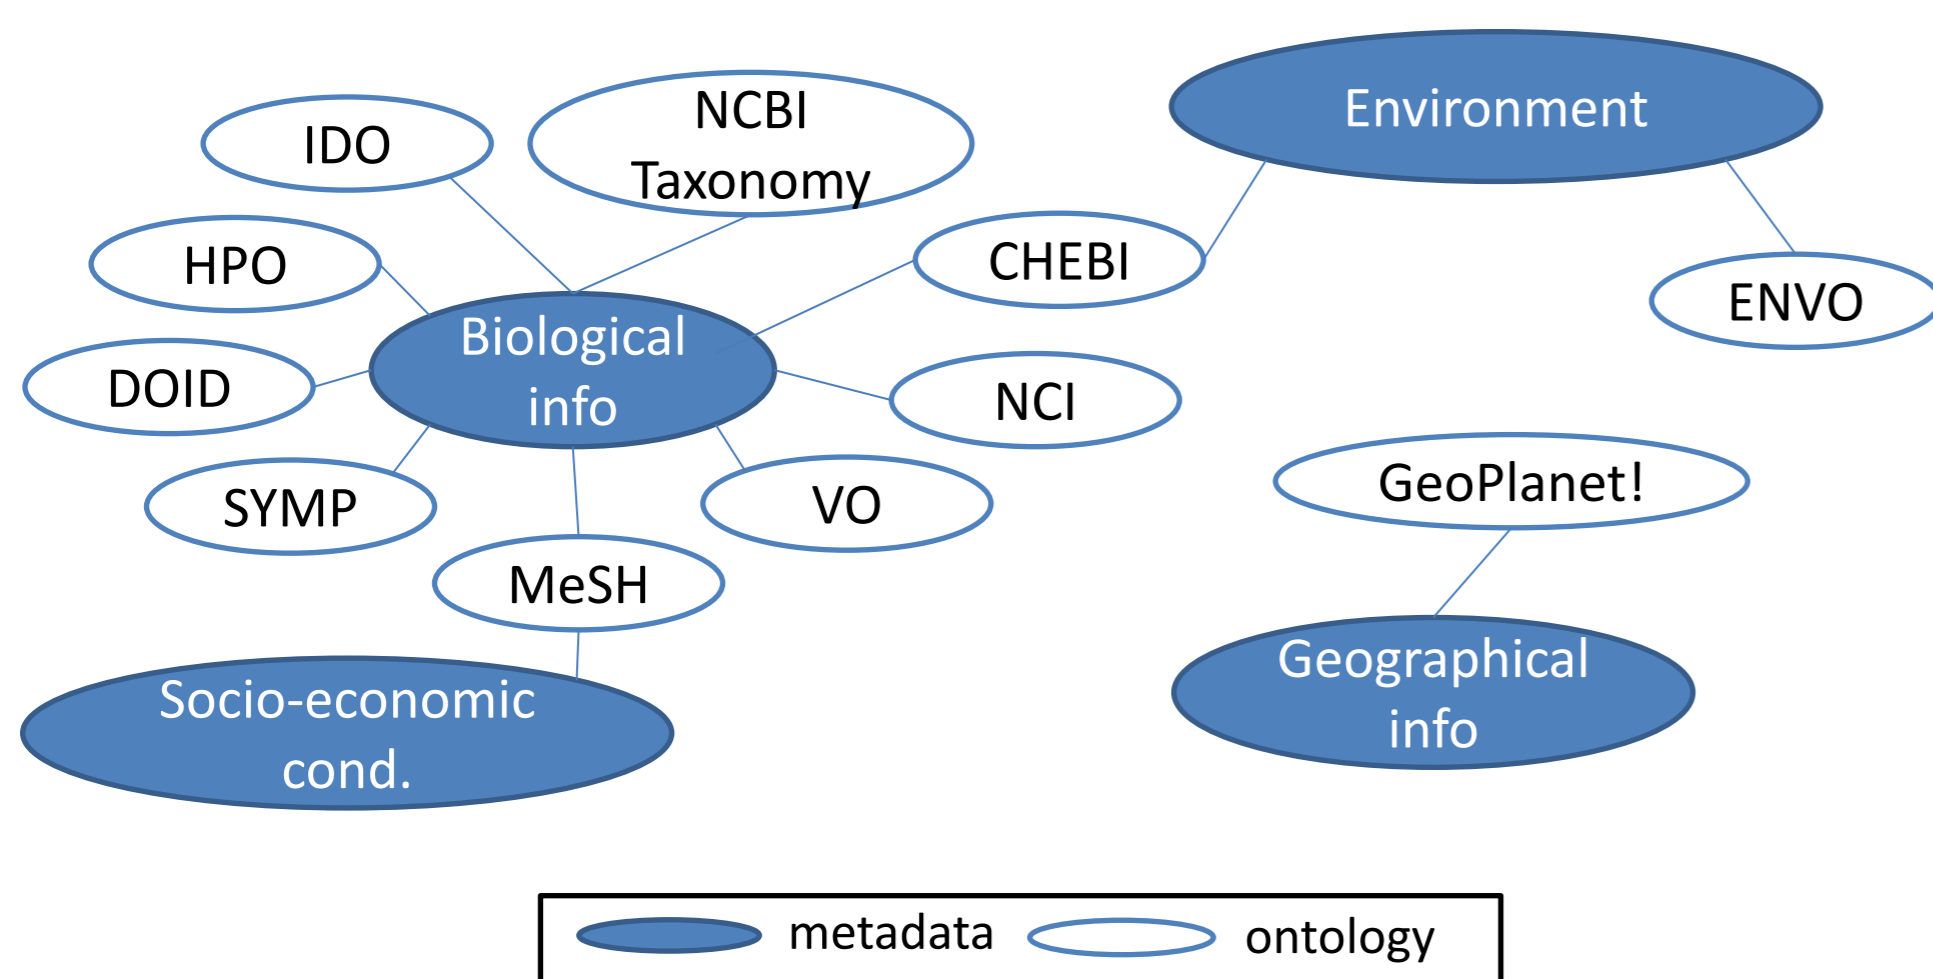 IDO
NCBI
Taxonomy
Environment
HPO
CHEBI
ENVO
Biological
info
DOID
NCI
SYMP
VO
GeoPlanet!
MeSH
Socio-economic
cond.
Geographical
info
metadata
ontology